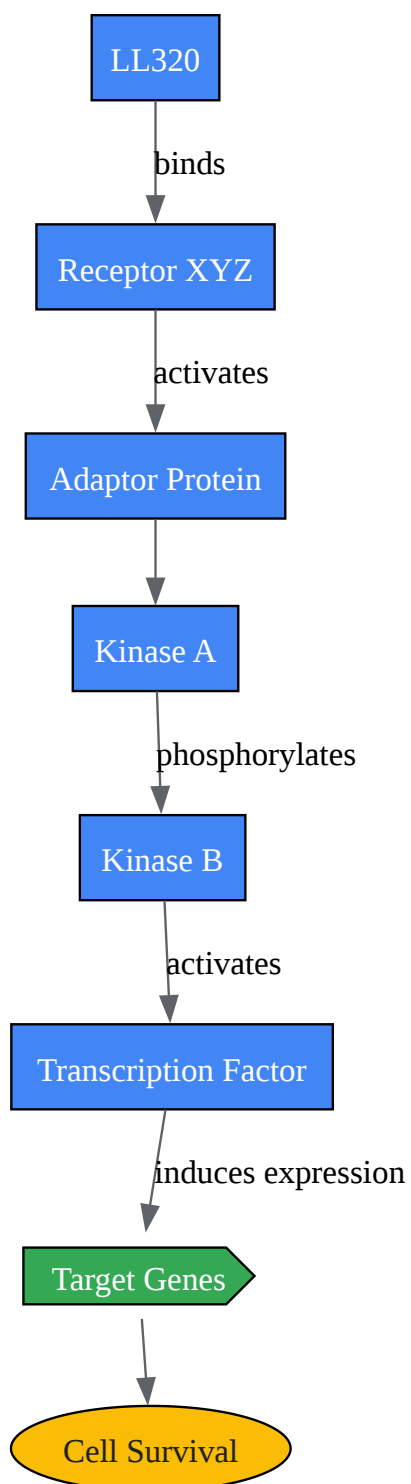 LL320
binds
Receptor XYZ
activates
Adaptor Protein
Kinase A
phosphorylates
Kinase B
activates
Transcription Factor
induces expression
Target Genes
Cell Survival